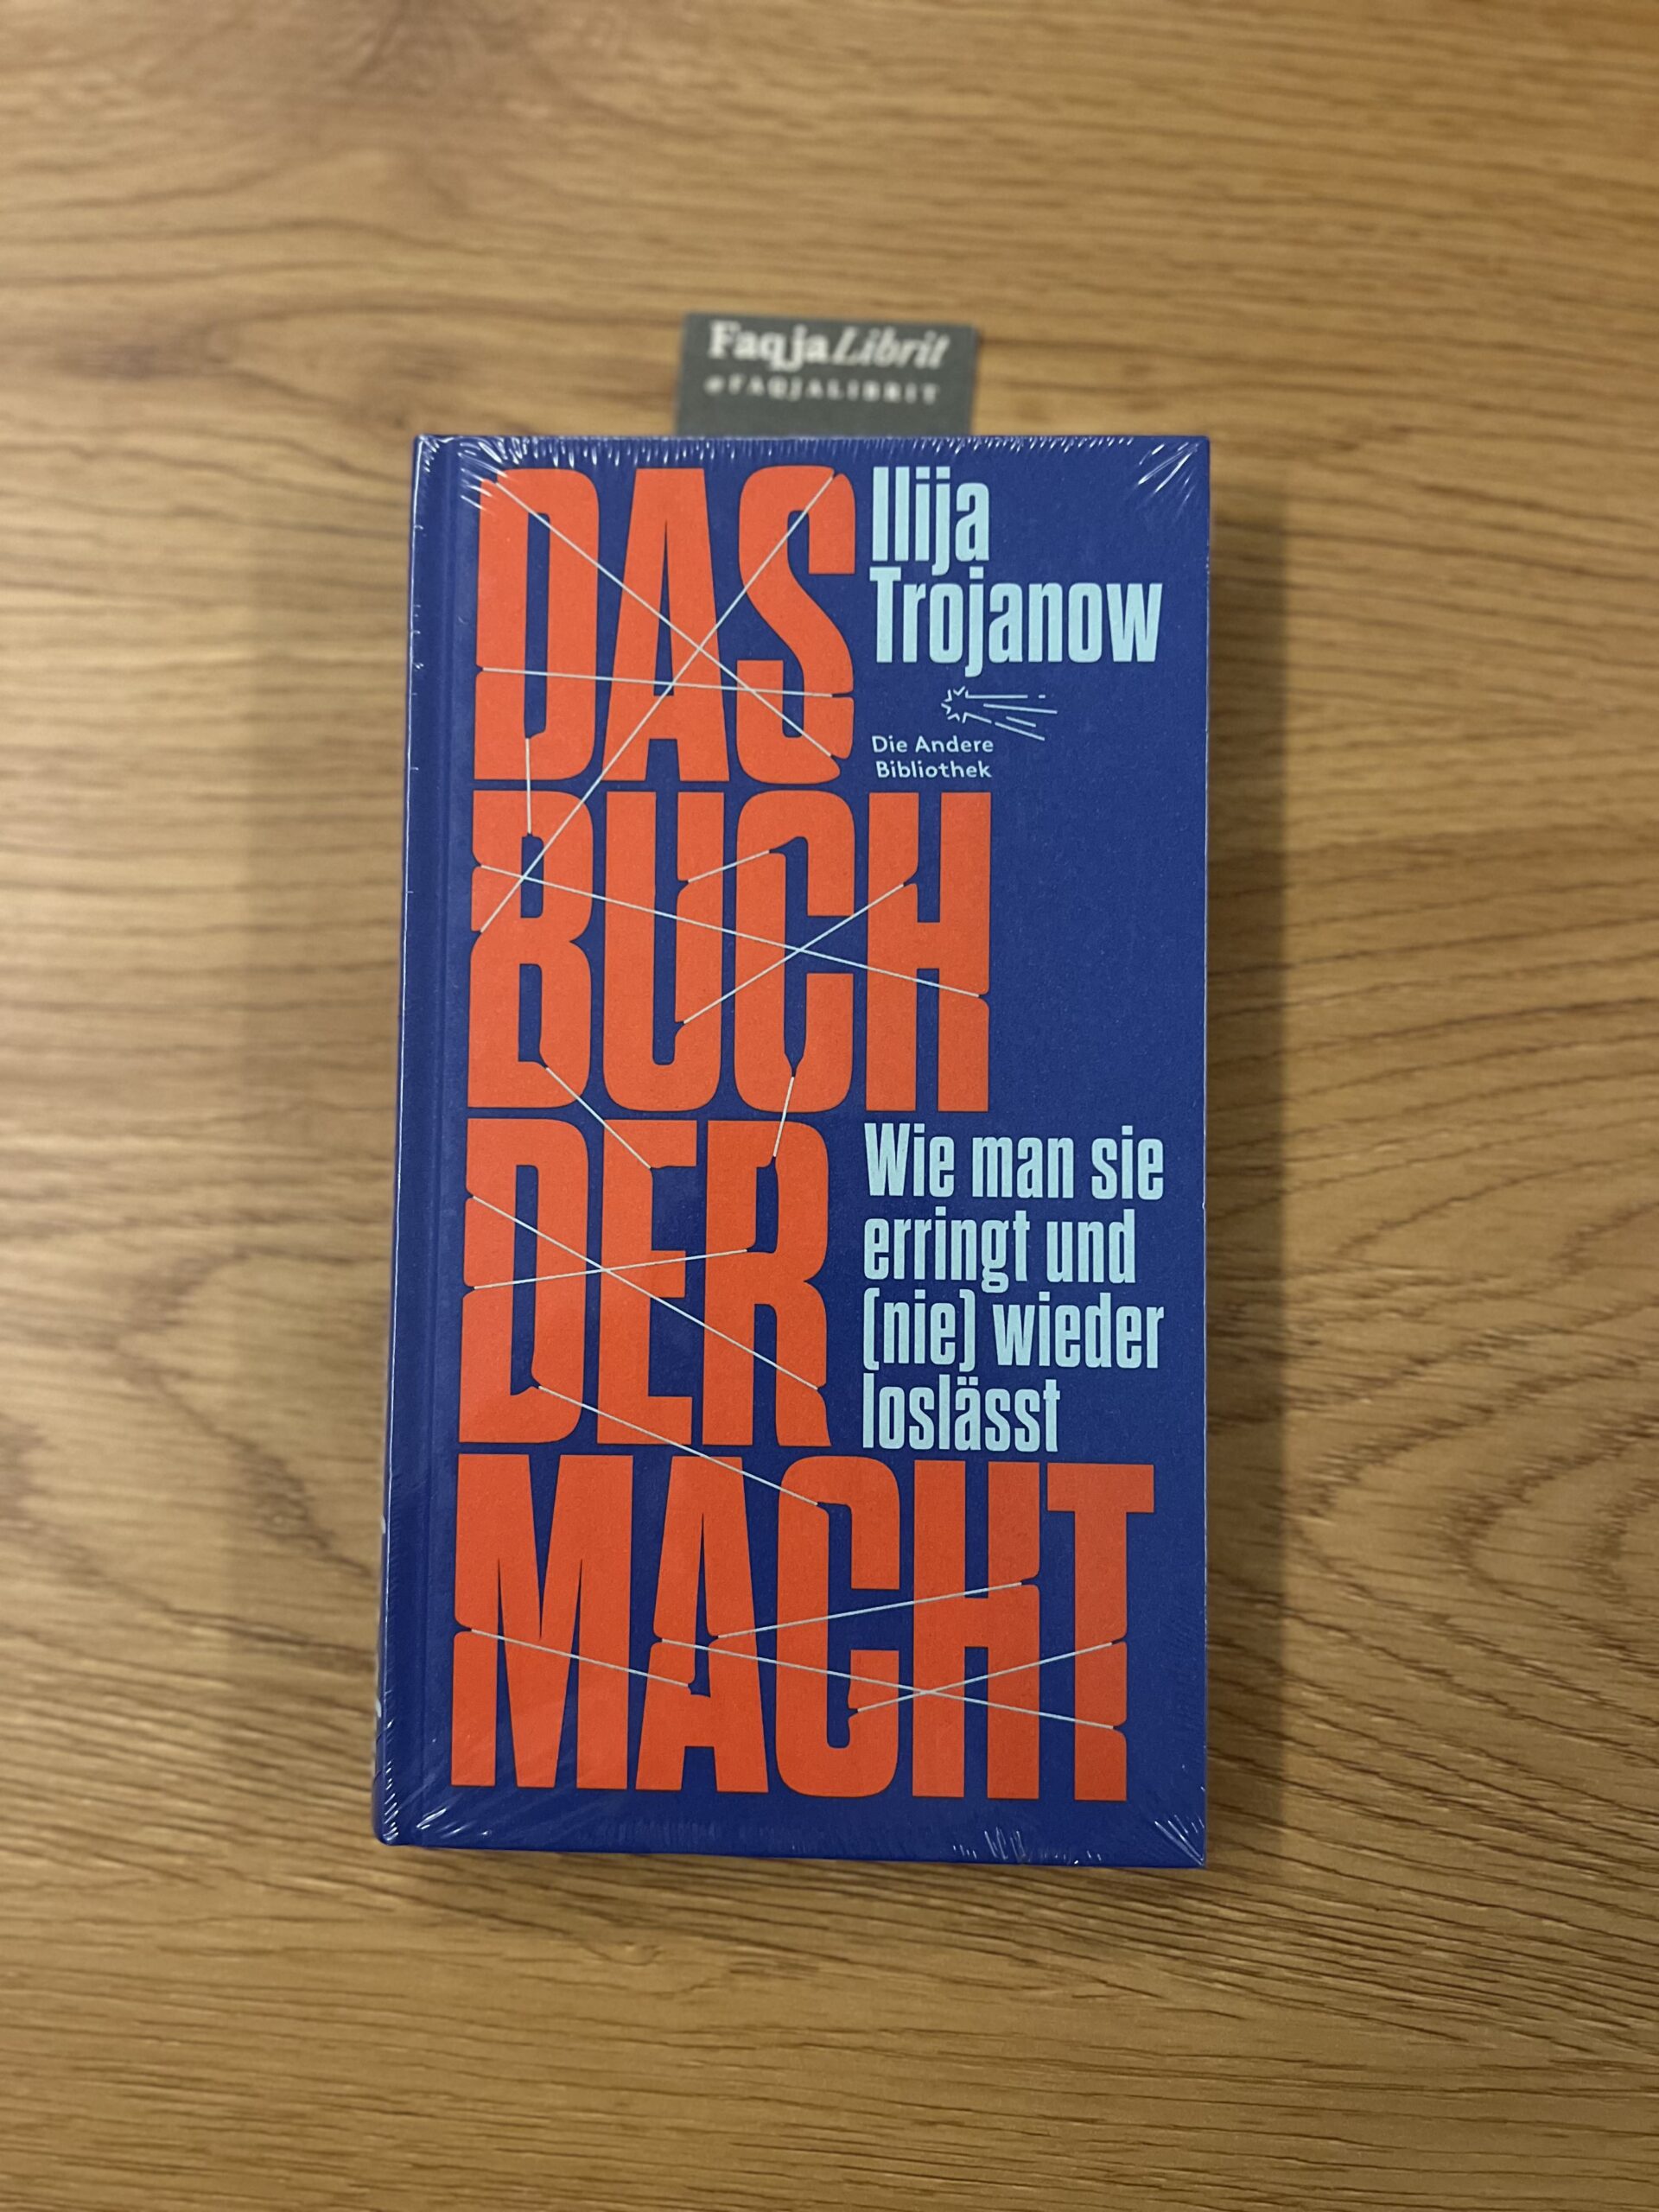 FaqjaLibrit
@FAQJALIBRIT
DAS
BUCH
DER
MACHT
Ilija
Trojanow
Die Andere
Bibliothek
Wie man sie
erringt und
(nie) wieder
loslässt